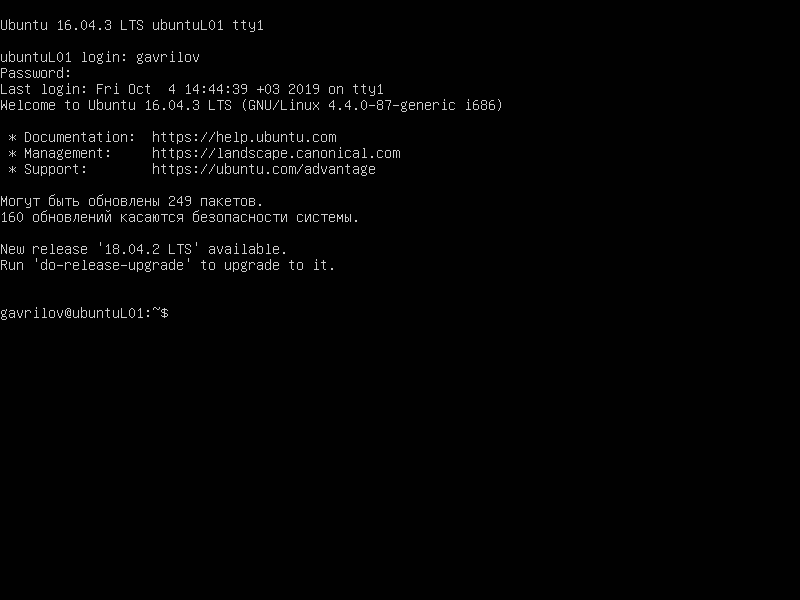 Ubuntu 16.04.3 LTS ubuntuL01 tty1
ubuntuL01 login: gavrilov
Password:
Last login: Fri Oct  4 14:44:39 +03 2019 on tty1
Welcome to Ubuntu 16.04.3 LTS (GNU/Linux 4.4.0-87-generic i686)
 * Documentation:  https://help.ubuntu.com
 * Management:     https://landscape.canonical.com
 * Support:        https://ubuntu.com/advantage
Могут быть обновлены 249 пакетов.
160 обновлений касаются безопасности системы.
New release '18.04.2 LTS' available.
Run 'do-release-upgrade' to upgrade to it.
gavrilov@ubuntuL01:~$